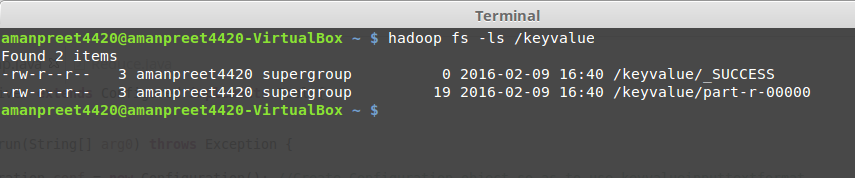 Terminal
amanpreet4420@amanpreet4420-VirtualBox ~ $ hadoop fs -ls /keyvalue
Found 2 items
-rw-r--r--   3 amanpreet4420 supergroup          0 2016-02-09 16:40 /keyvalue/_SUCCESS
-rw-r--r--   3 amanpreet4420 supergroup         19 2016-02-09 16:40 /keyvalue/part-r-00000
amanpreet4420@amanpreet4420-VirtualBox ~ $
run(String[] arg0) throws Exception {